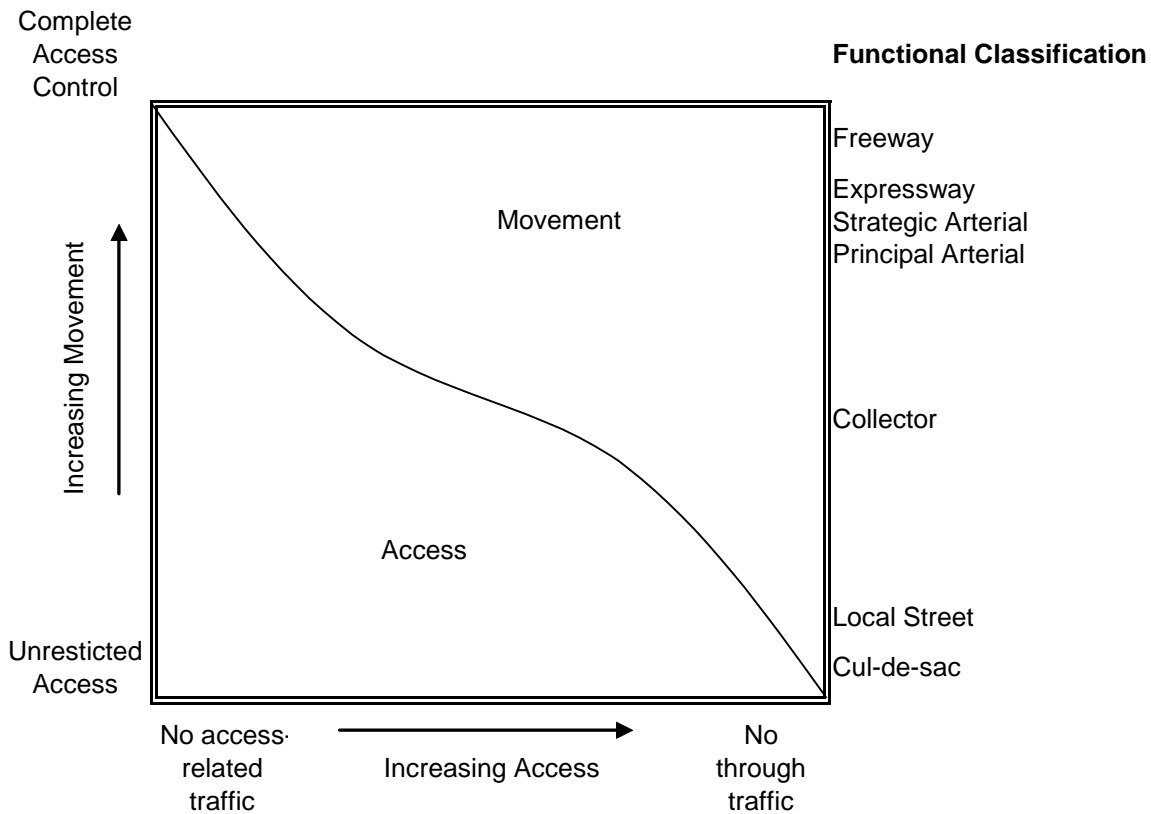 Complete
Access
Control
Functional Classification
Freeway
Expressway
Strategic Arterial
Principal Arterial
Movement
Increasing Movement
Collector
Access
Local Street
Unresticted
Access
Cul-de-sac
No access-
related
traffic
Increasing Access
No
through
traffic